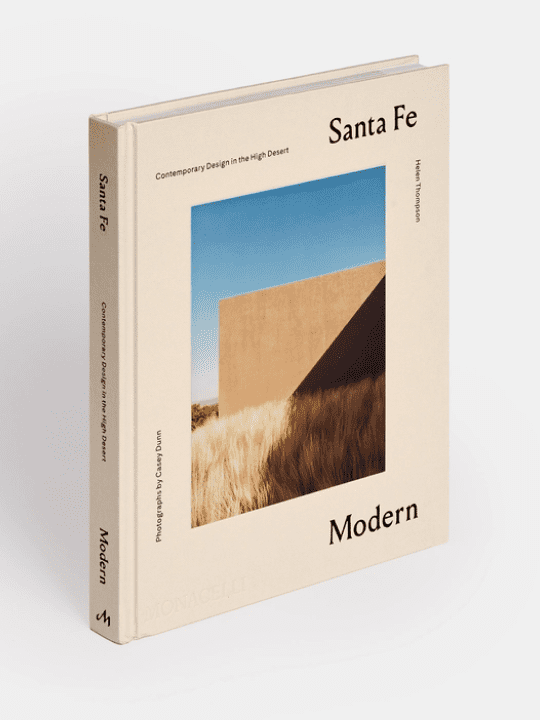 Santa Fe
Contemporary Design in the High Desert
Helen Thompson
Photographs by Casey Dunn
Modern
MONACELLI
Santa Fe
Contemporary Design in the High Desert
Modern
M